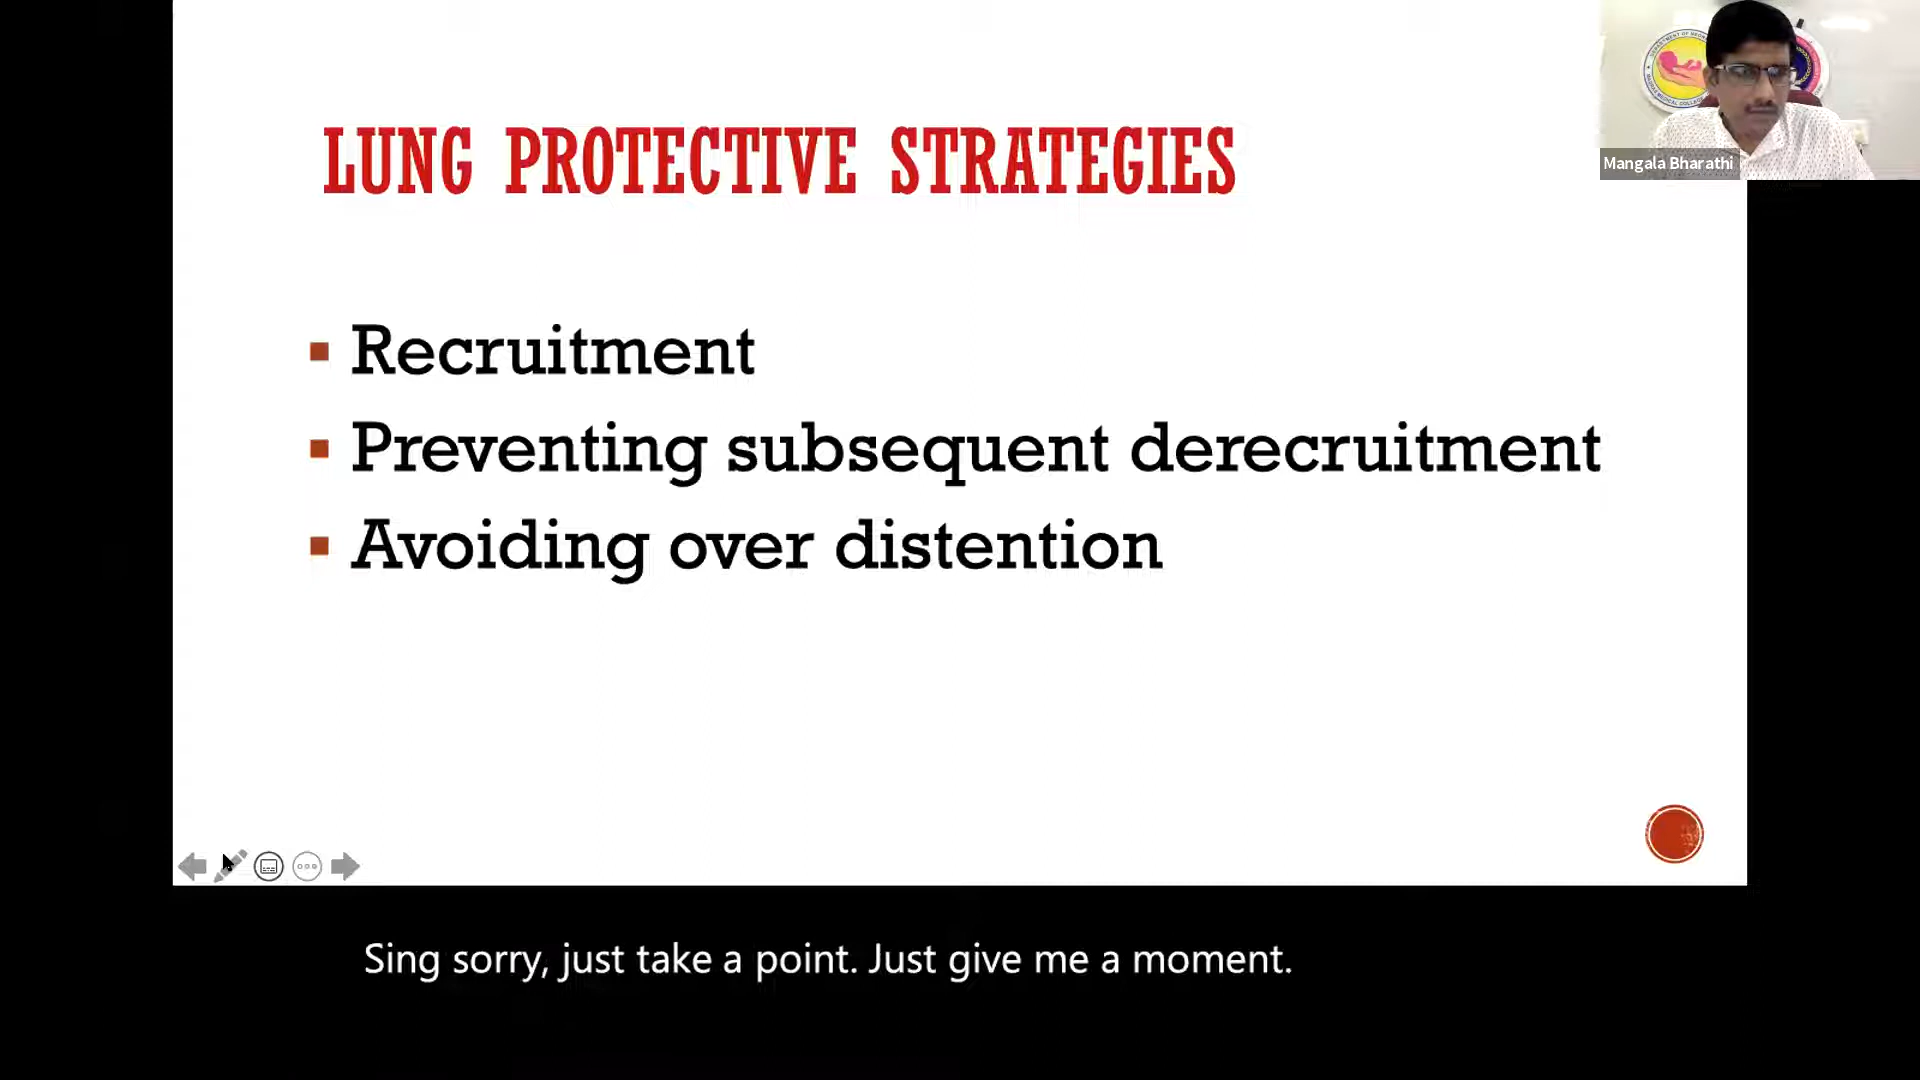 LUNG PROTECTIVE STRATEGIES
Mangala Bharathi
Recruitment
Preventing subsequent derecruitment
Avoiding over distention
Sing sorry, just take a point. Just give me a moment.